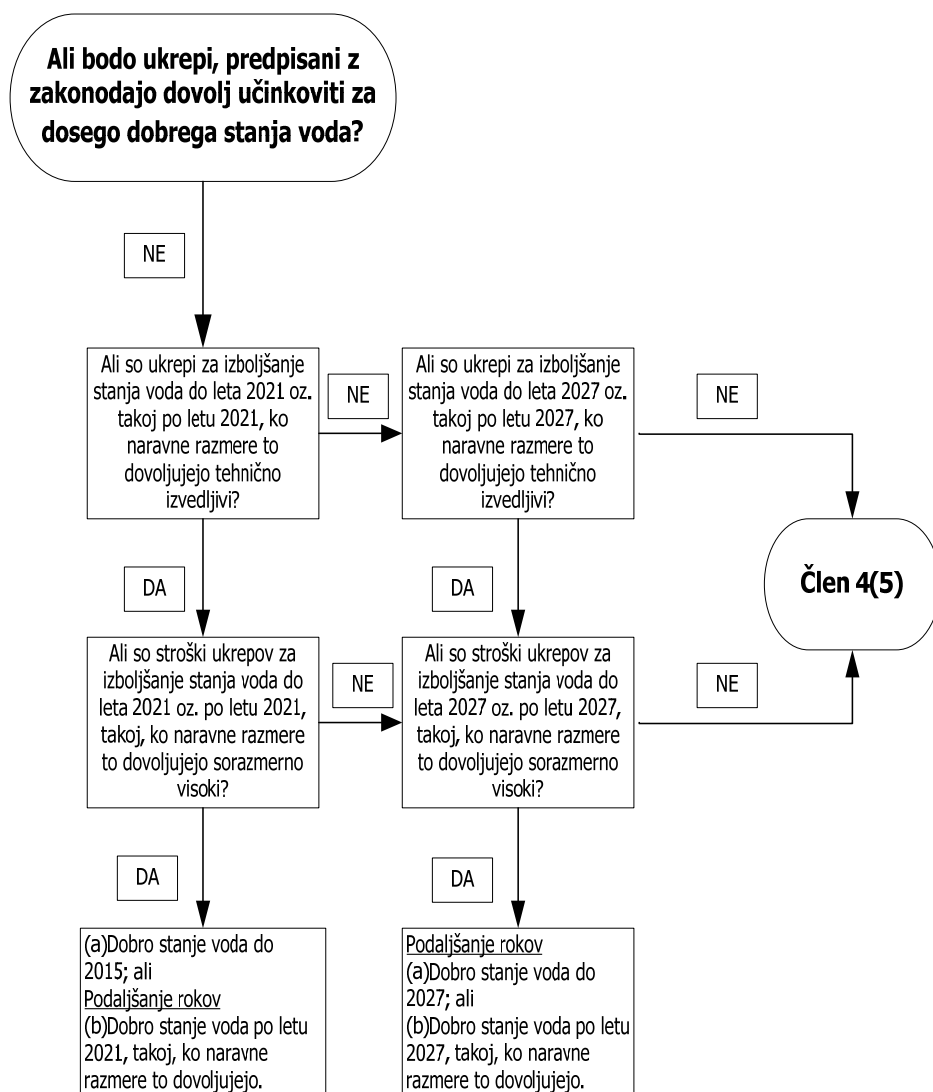 Ali bodo ukrepi, predpisani z
zakonodajo dovolj učinkoviti za
dosego dobrega stanja voda?
NE
Ali so ukrepi za izboljšanje
stanja voda do leta 2021 oz.
takoj po letu 2021, ko
naravne razmere to
dovoljujejo tehnično
izvedljivi?
NE
Ali so ukrepi za izboljšanje
stanja voda do leta 2027 oz.
takoj po letu 2027, ko
naravne razmere to
dovoljujejo tehnično
izvedljivi?
NE
Člen 4(5)
DA
DA
Ali so stroški ukrepov za
izboljšanje stanja voda do
leta 2021 oz. po letu 2021,
takoj, ko naravne razmere
to dovoljujejo sorazmerno
visoki?
NE
Ali so stroški ukrepov za
izboljšanje stanja voda do
leta 2027 oz. po letu 2027,
takoj, ko naravne razmere
to dovoljujejo sorazmerno
visoki?
NE
DA
DA
(a)Dobro stanje voda do
2015; ali
Podaljšanje rokov
(b)Dobro stanje voda po letu
2021, takoj, ko naravne
razmere to dovoljujejo.
Podaljšanje rokov
(a)Dobro stanje voda do
2027; ali
(b)Dobro stanje voda po letu
2027, takoj, ko naravne
razmere to dovoljujejo.